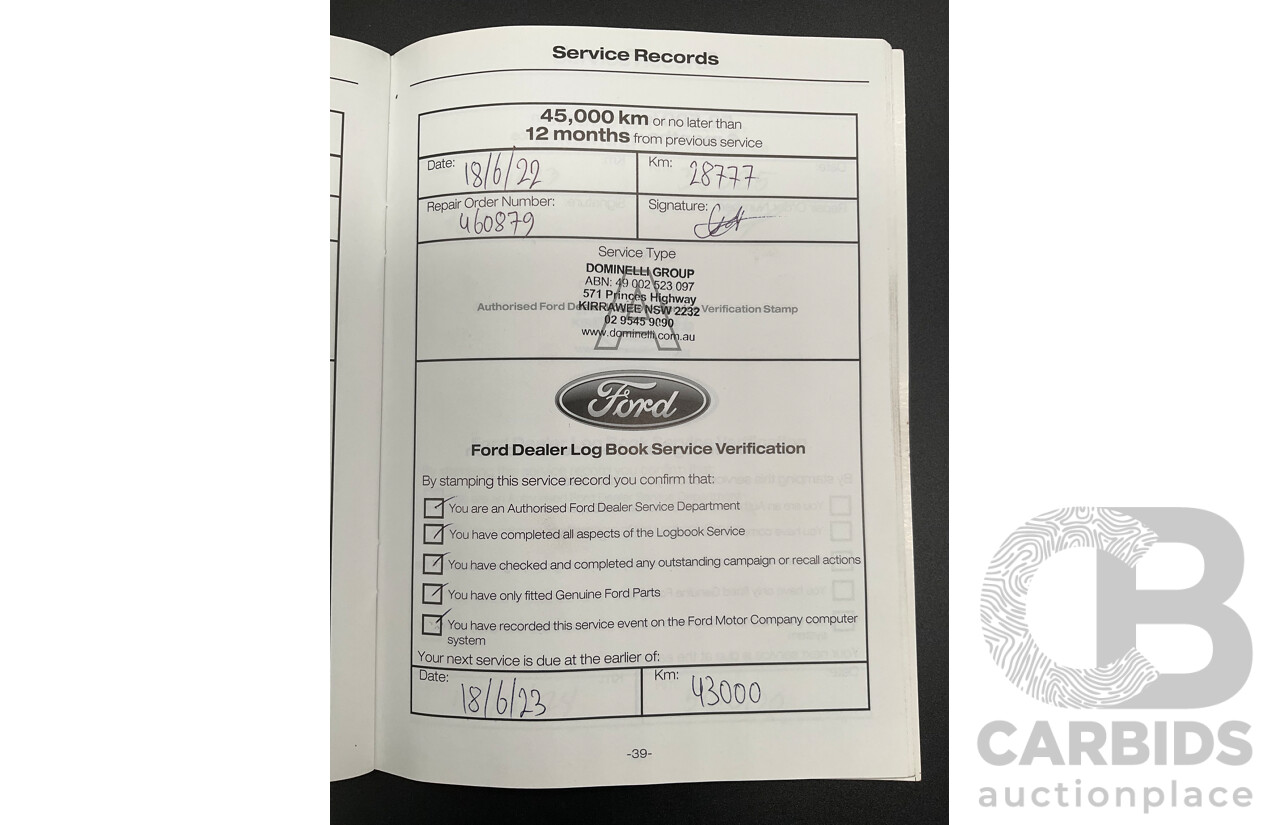 Service Records
45,000 km or no later than
12 months from previous service
Date: 18/6/22 Km: 28777
Repair Order Number: Signature:
460879
Service Type
DOMINELLI GROUP
ABN: 49 002 523 097
571 Princes Highway
Authorised Ford KIRRAWEE NSW 2232 Verification Stamp
02 9545 9090
www.dominelli.com.au
A
Ford
Ford Dealer Log Book Service Verification
By stamping this service record you confirm that:
You are an Authorised Ford Dealer Service Department
You have completed all aspects of the Logbook Service
You have checked and completed any outstanding campaign or recall actions
You have only fitted Genuine Ford Parts
You have recorded this service event on the Ford Motor Company computer
system
Your next service is due at the earlier of:
Date: 18/6/23 Km: 43000
-39-
CB
CARBIDS
auctionplace